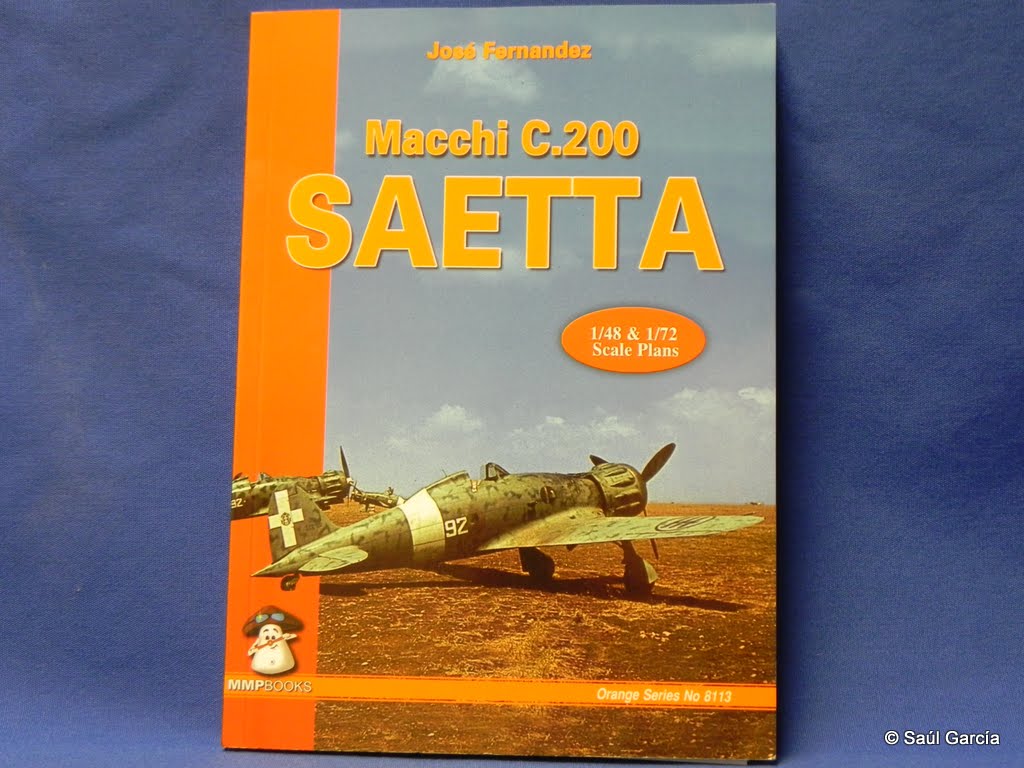 José Fernandez
Macchi C.200
SAETTA
1/48 & 1/72
Scale Plans
92
92
MMPBOOKS
Orange Series No 8113
© Saúl García